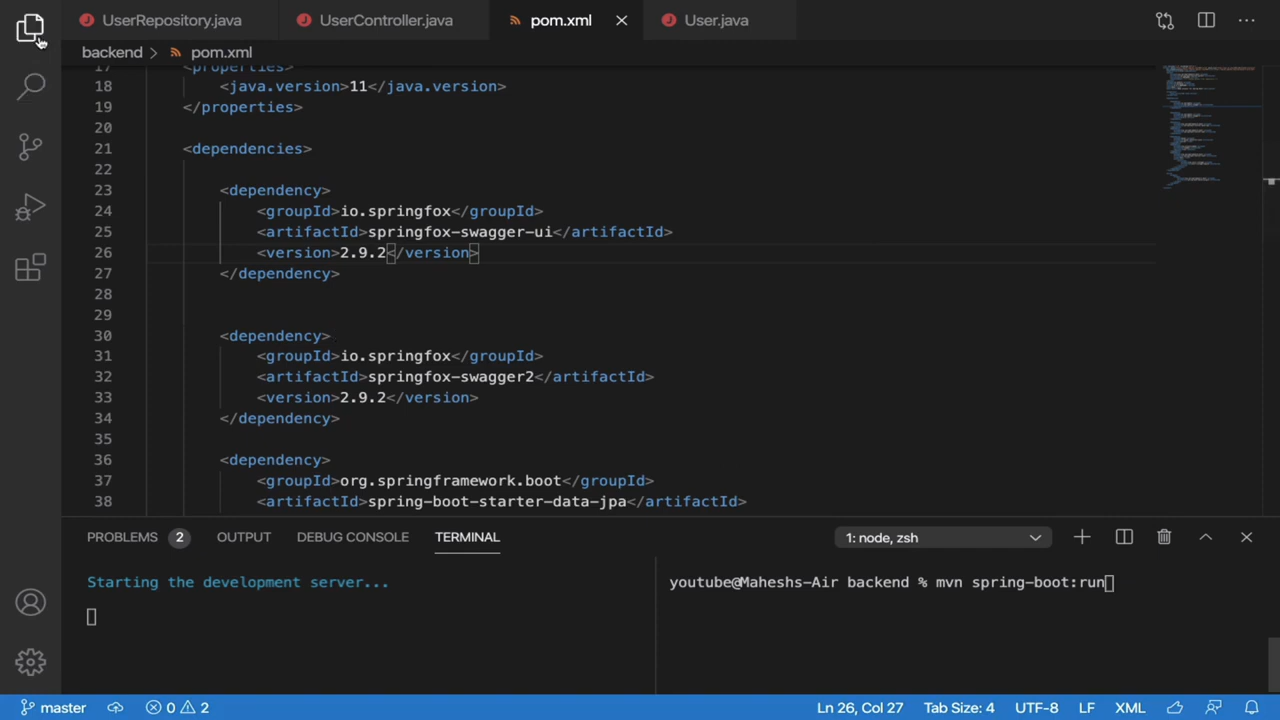 UserRepository.java
UserController.java
pom.xml
User.java
backend > pom.xml
17 <properties>
18 <java.version>11</java.version>
19 </properties>
20
21 <dependencies>
22
23 <dependency>
24 <groupId>io.springfox</groupId>
25 <artifactId>springfox-swagger-ui</artifactId>
26 <version>2.9.2</version>
27 </dependency>
28
29
30 <dependency>
31 <groupId>io.springfox</groupId>
32 <artifactId>springfox-swagger2</artifactId>
33 <version>2.9.2</version>
34 </dependency>
35
36 <dependency>
37 <groupId>org.springframework.boot</groupId>
38 <artifactId>spring-boot-starter-data-jpa</artifactId>
PROBLEMS 2 OUTPUT DEBUG CONSOLE TERMINAL 1: node, zsh
Starting the development server...
youtube@Maheshs-Air backend % mvn spring-boot:run
master 0 2 Ln 26, Col 27 Tab Size: 4 UTF-8 LF XML